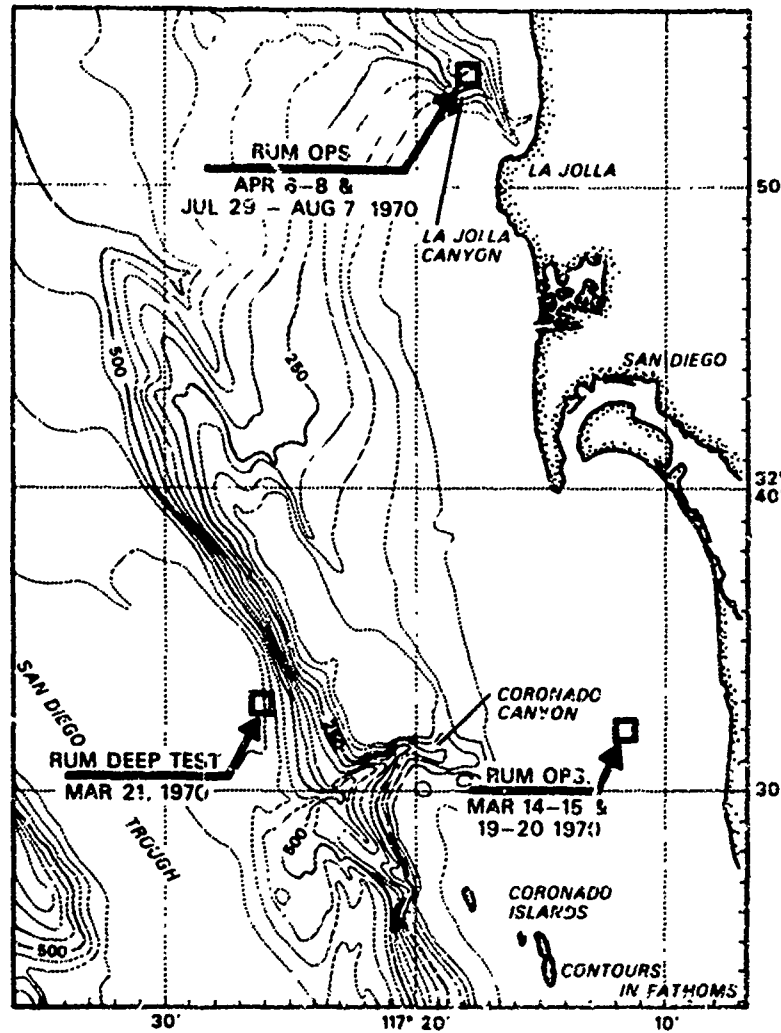 RUM OPS
APR 6-8 &
JUL 29 - AUG 7 1970
LA JOLLA
LA JOLLA
CANYON
50
SAN DIEGO
500
250
32°
40
SAN DIEGO
TROUGH
CORONADO
CANYON
250
RUM DEEP TEST
MAR 21, 1970
RUM OPS.
MAR 14-15 &
19-20 1970
30
500
CORONADO
ISLANDS
500
CONTOURS
IN FATHOMS
30'
117° 20'
10'